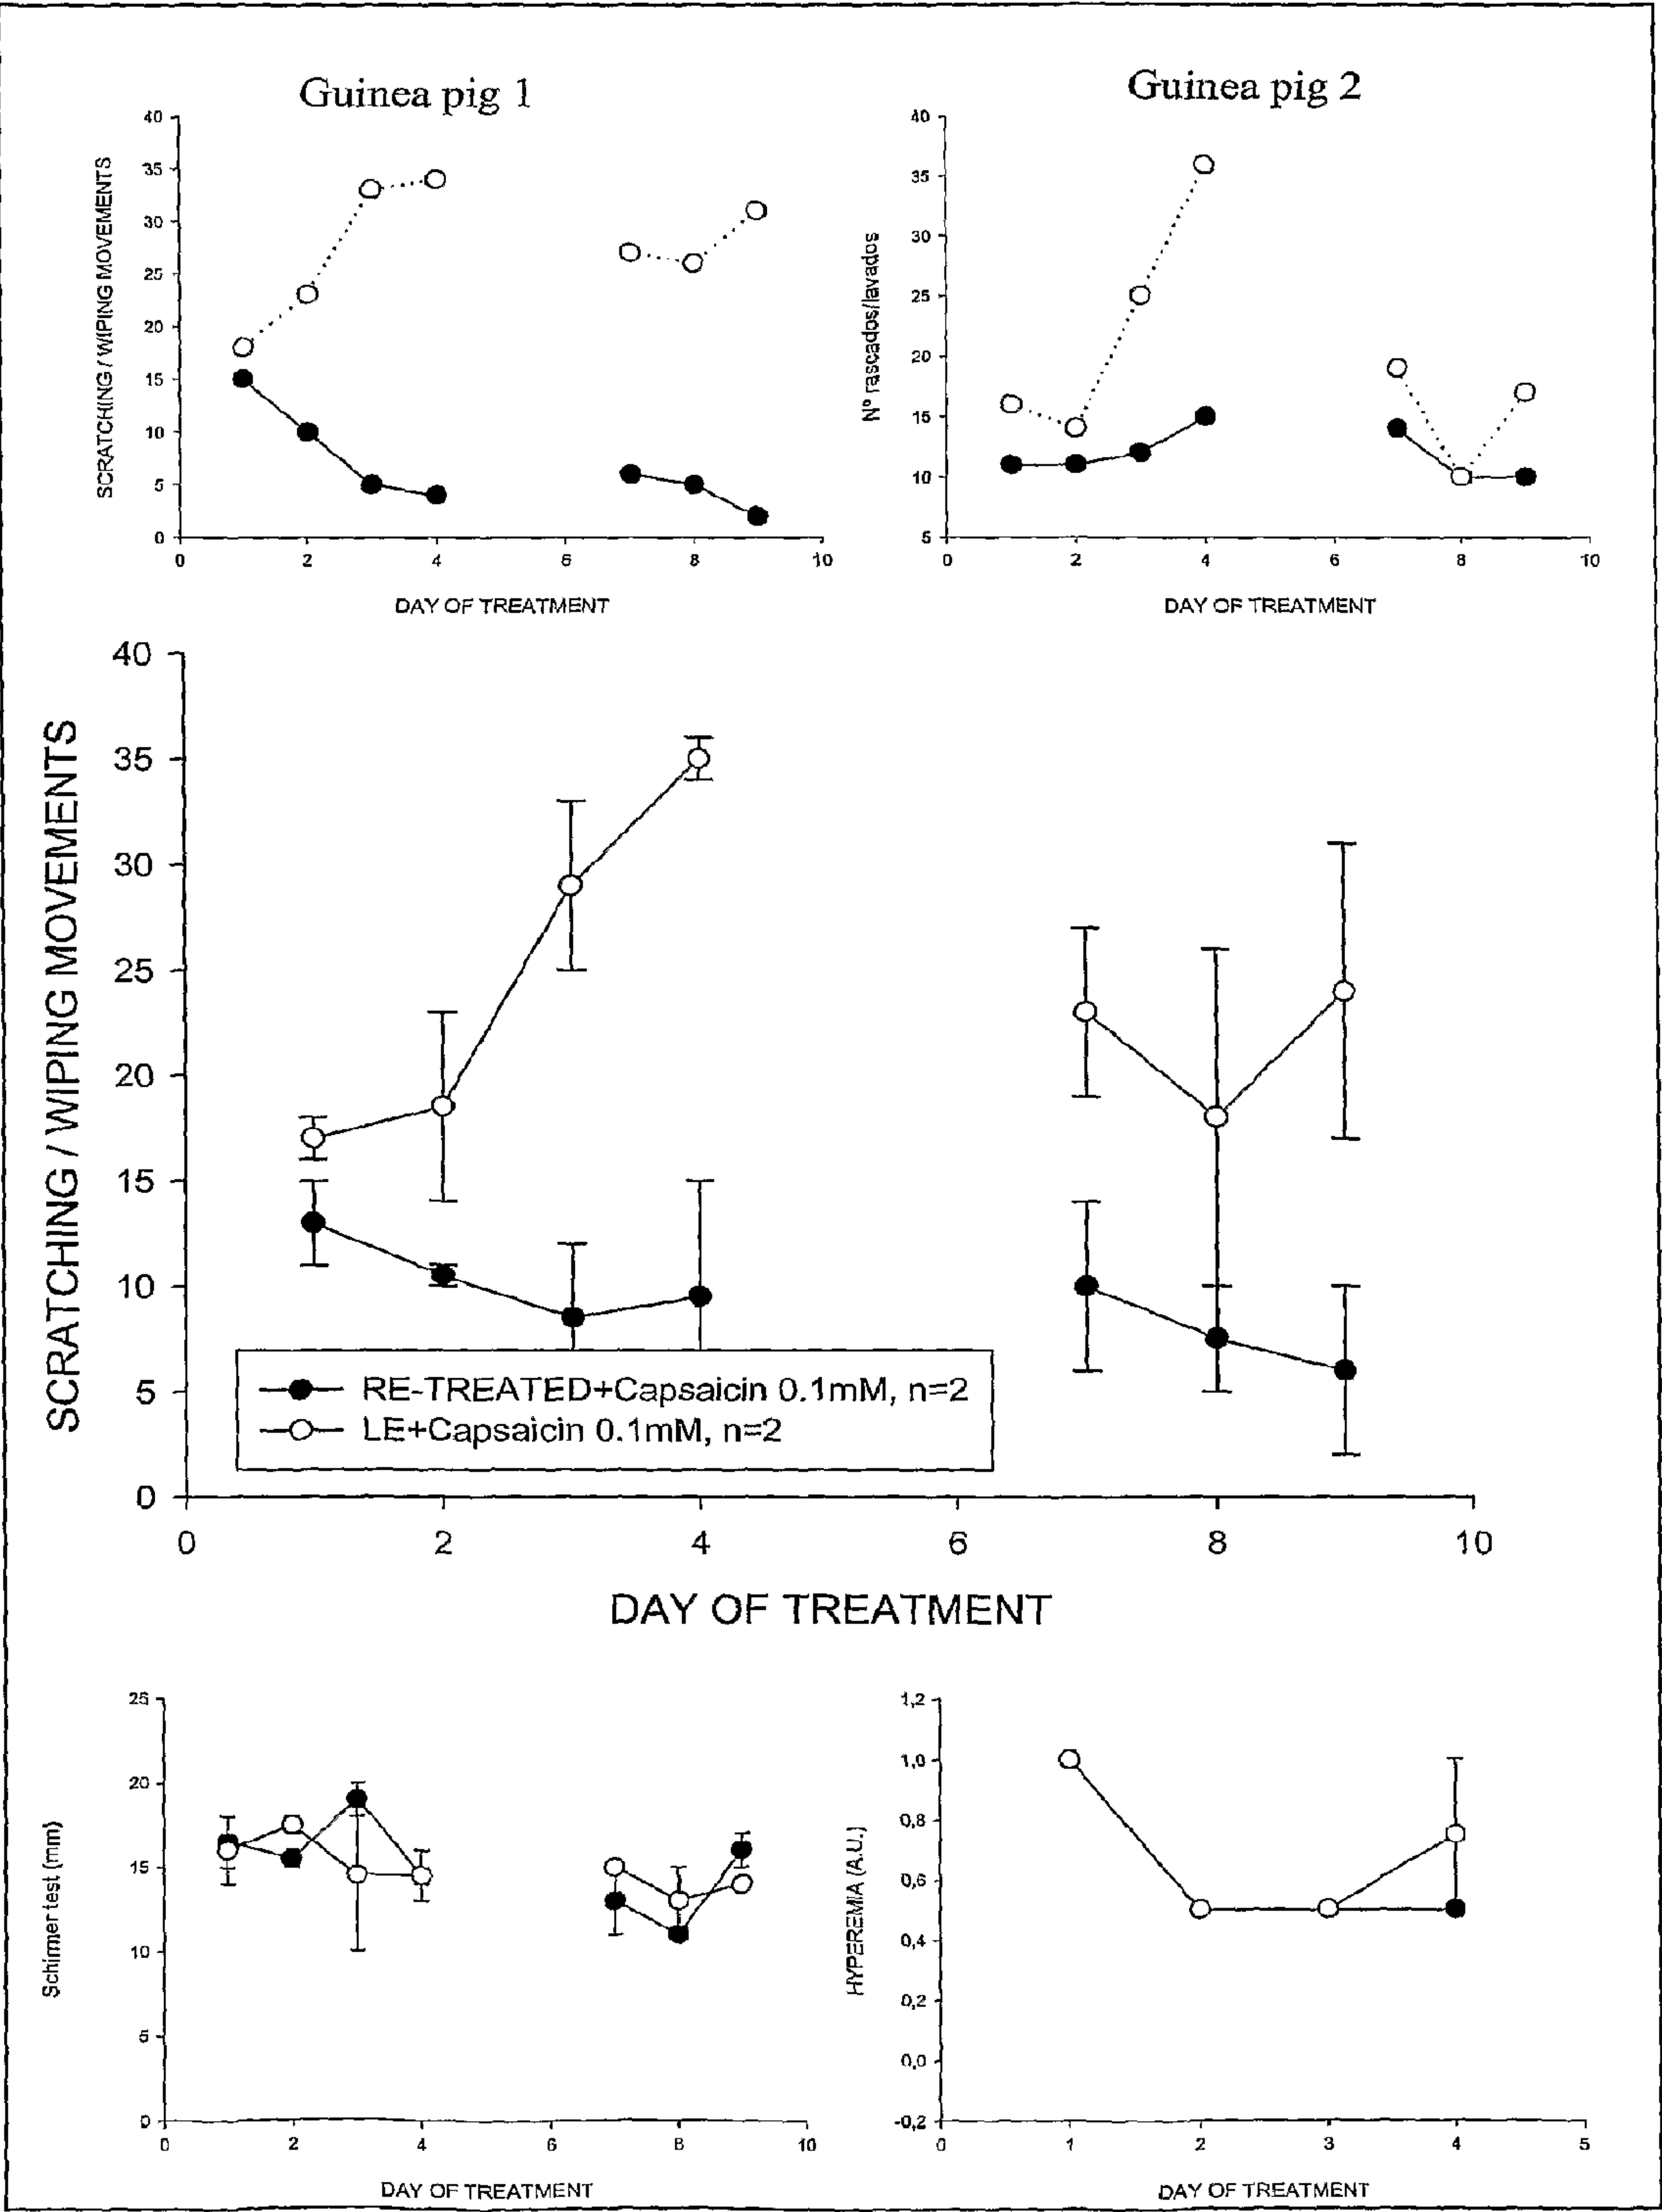 Guinea pig 1
SCRATCHING / WIPING MOVEMENTS
40
35
30
25
20
15
10
5
0
0 2 4 6 8 10
DAY OF TREATMENT
Guinea pig 2
Nº rascados/lavados
40
35
30
25
20
15
10
5
0 2 4 6 8 10
DAY OF TREATMENT
SCRATCHING / WIPING MOVEMENTS
40
35
30
25
20
15
10
5
0
RE-TREATED+Capsaicin 0.1mM, n=2
LE+Capsaicin 0.1mM, n=2
0 2 4 6 8 10
DAY OF TREATMENT
Schirmer test (mm)
25
20
15
10
5
0
0 2 4 6 8 10
DAY OF TREATMENT
HYPEREMIA (A.U.)
1,2
1,0
0,8
0,6
0,4
0,2
0,0
-0,2
0 1 2 3 4 5
DAY OF TREATMENT